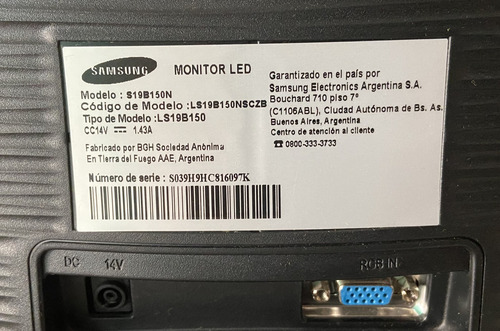 SAMSUNG
MONITOR LED
Modelo : S19B150N
Código de Modelo :LS19B150NSCZB
Tipo de Modelo: LS19B150
CC14V ⎓ 1.43A
Fabricado por BGH Sociedad Anónima
En Tierra del Fuego AAE, Argentina
Número de serie : S039H9HC816097K
Garantizado en el país por
Samsung Electronics Argentina S.A.
Bouchard 710 piso 7º
(C1106ABL), Ciudad Autónoma de Bs. As.
Buenos Aires, Argentina
Centro de atención al cliente
☎ 0800-333-3733
DC 14V
RGB IN